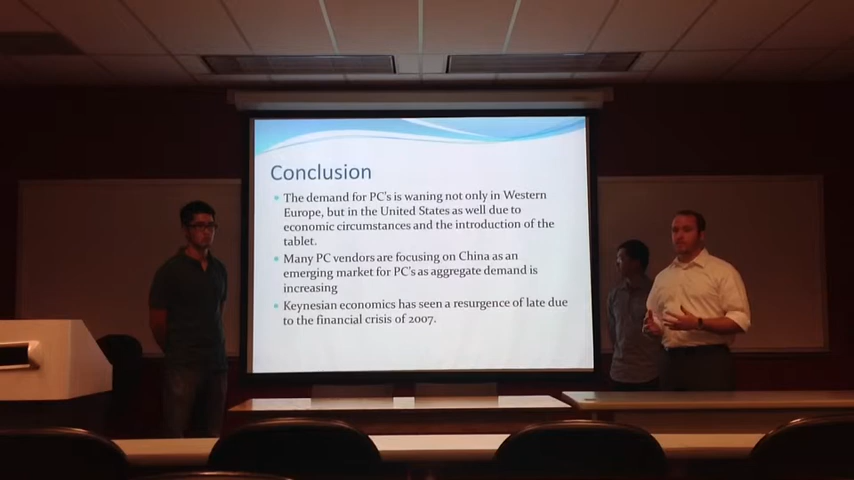 Conclusion
The demand for PC's is waning not only in Western
Europe, but in the United States as well due to
economic circumstances and the introduction of the
tablet.
Many PC vendors are focusing on China as an
emerging market for PC's as aggregate demand is
increasing
Keynesian economics has seen a resurgence of late due
to the financial crisis of 2007.